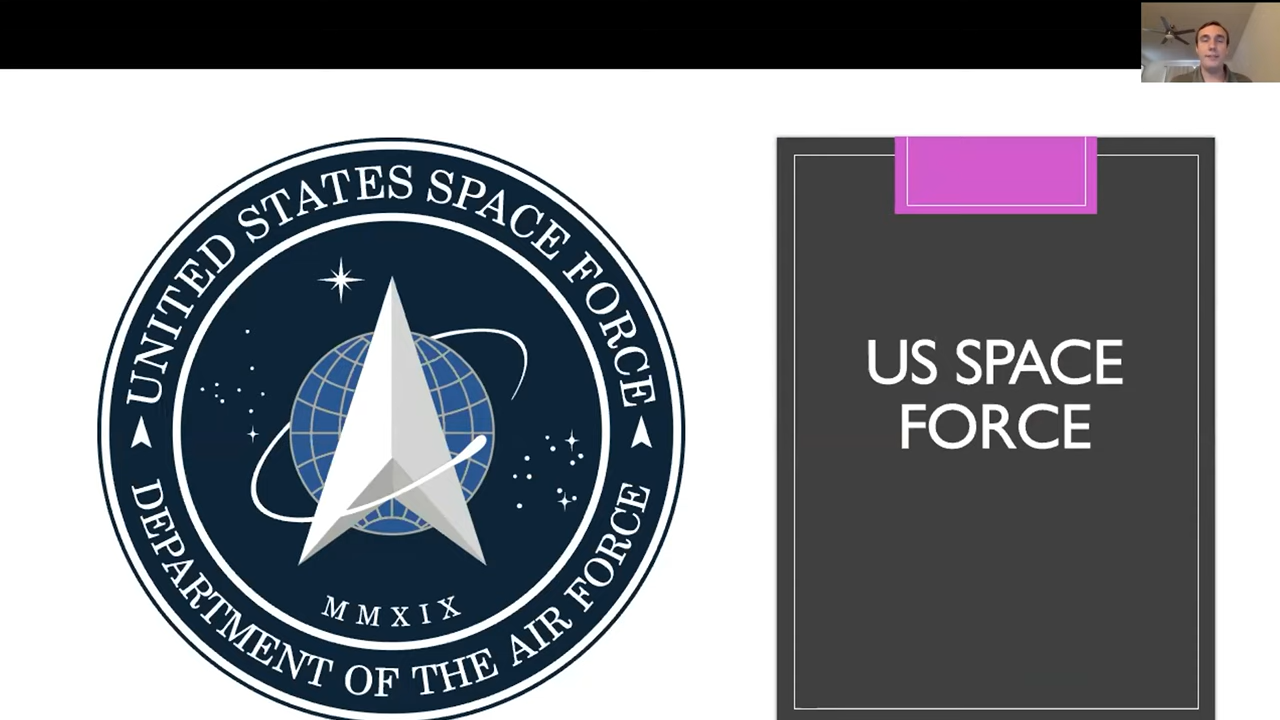 UNITED STATES SPACE FORCE
MMXIX
DEPARTMENT OF THE AIR FORCE
US SPACE
FORCE